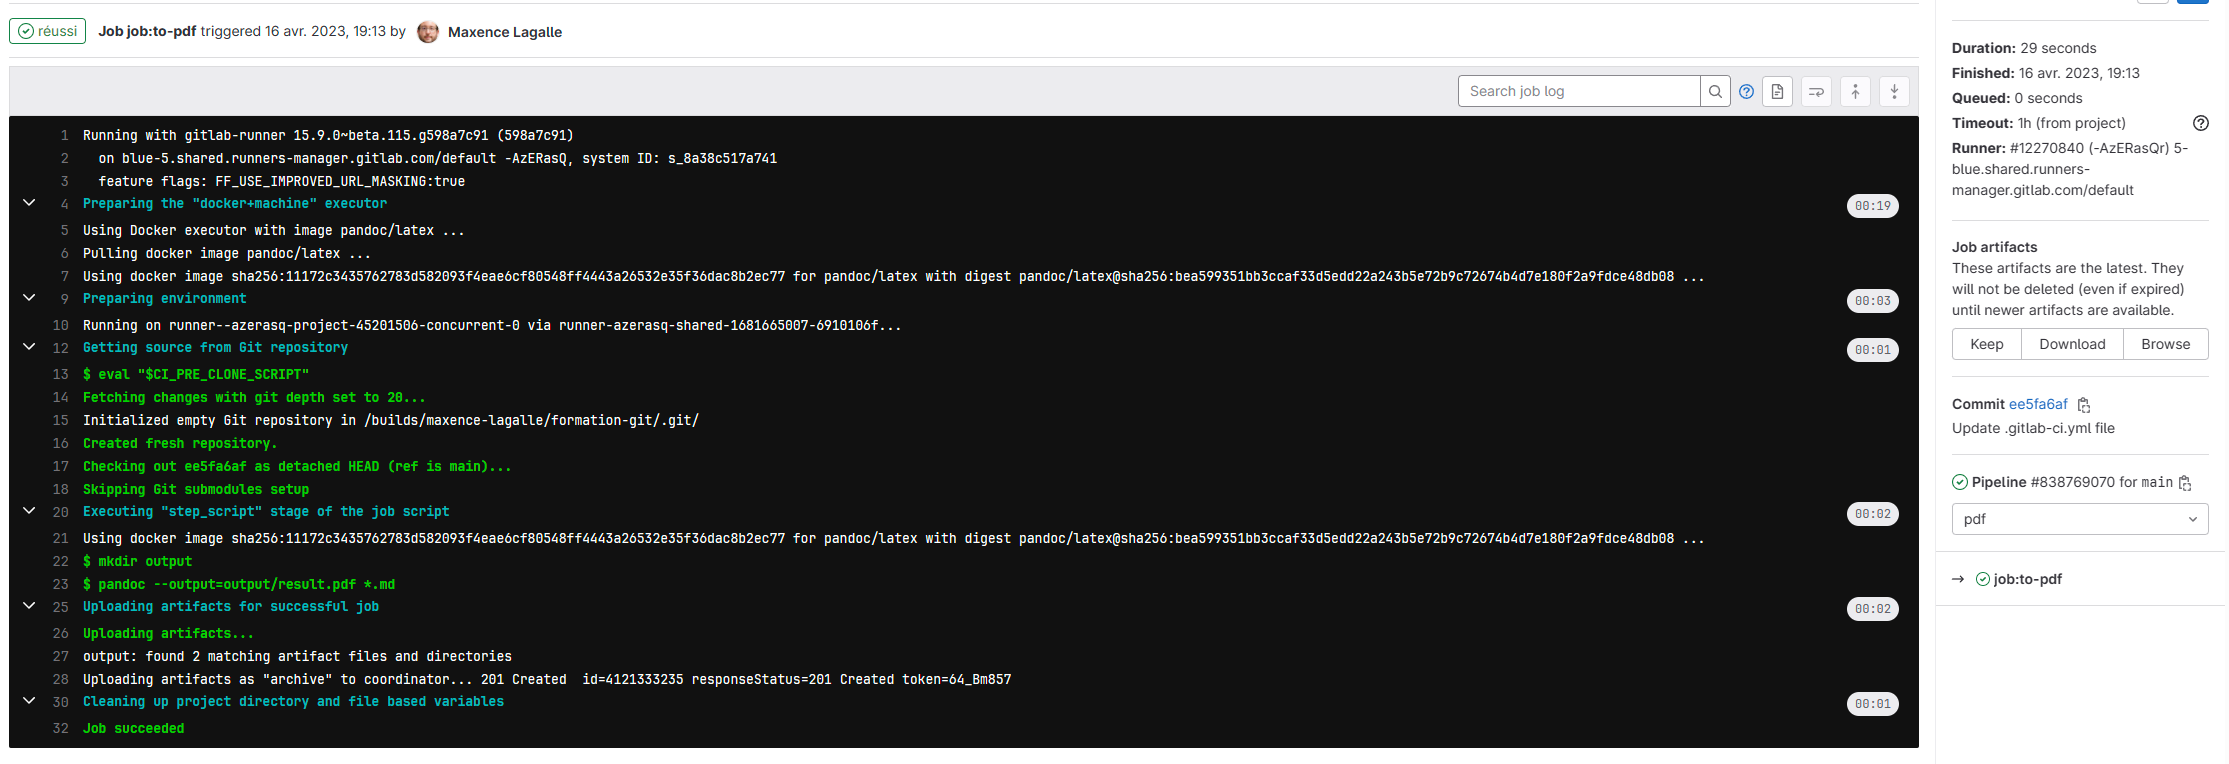 réussi Job job:to-pdf triggered 16 avr. 2023, 19:13 by Maxence Lagalle
Search job log
1 Running with gitlab-runner 15.9.0~beta.115.g598a7c91 (598a7c91)
2 on blue-5.shared.runners-manager.gitlab.com/default -AzERasQ, system ID: s_8a38c517a741
3 feature flags: FF_USE_IMPROVED_URL_MASKING:true
4 Preparing the "docker+machine" executor 00:19
5 Using Docker executor with image pandoc/latex ...
6 Pulling docker image pandoc/latex ...
7 Using docker image sha256:11172c3435762783d582093f4eae6cf80548ff4443a26532e35f36dac8b2ec77 for pandoc/latex with digest pandoc/latex@sha256:bea599351bb3ccaf33d5edd22a243b5e72b9c72674b4d7e180f2a9fdce48db08 ...
9 Preparing environment 00:03
10 Running on runner--azerasq-project-45201506-concurrent-0 via runner-azerasq-shared-1681665007-6910106f...
12 Getting source from Git repository 00:01
13 $ eval "$CI_PRE_CLONE_SCRIPT"
14 Fetching changes with git depth set to 20...
15 Initialized empty Git repository in /builds/maxence-lagalle/formation-git/.git/
16 Created fresh repository.
17 Checking out ee5fa6af as detached HEAD (ref is main)...
18 Skipping Git submodules setup
20 Executing "step_script" stage of the job script 00:02
21 Using docker image sha256:11172c3435762783d582093f4eae6cf80548ff4443a26532e35f36dac8b2ec77 for pandoc/latex with digest pandoc/latex@sha256:bea599351bb3ccaf33d5edd22a243b5e72b9c72674b4d7e180f2a9fdce48db08 ...
22 $ mkdir output
23 $ pandoc --output=output/result.pdf *.md
25 Uploading artifacts for successful job 00:02
26 Uploading artifacts...
27 output: found 2 matching artifact files and directories
28 Uploading artifacts as "archive" to coordinator... 201 Created id=4121333235 responseStatus=201 Created token=64_Bm857
30 Cleaning up project directory and file based variables 00:01
32 Job succeeded
Duration: 29 seconds
Finished: 16 avr. 2023, 19:13
Queued: 0 seconds
Timeout: 1h (from project)
Runner: #12270840 (-AzERasQr) 5-
blue.shared.runners-
manager.gitlab.com/default
Job artifacts
These artifacts are the latest. They
will not be deleted (even if expired)
until newer artifacts are available.
Keep Download Browse
Commit ee5fa6af
Update .gitlab-ci.yml file
Pipeline #838769070 for main
pdf
→ job:to-pdf